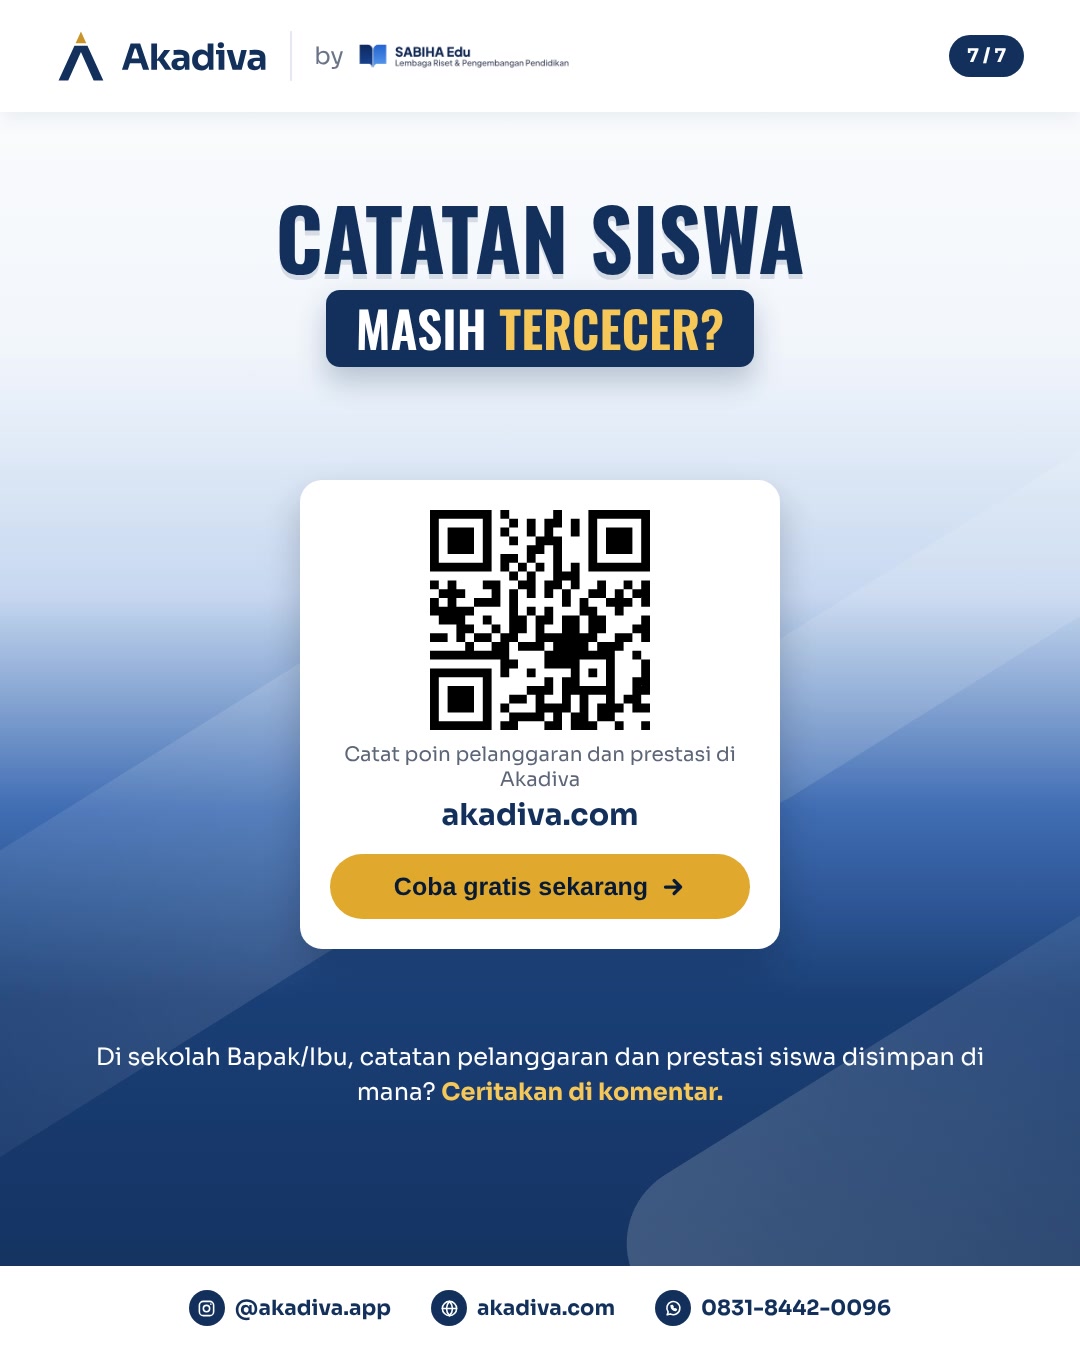 Akadiva
by
SABIHA Edu
Lembaga Riset & Pengembangan Pendidikan
7 / 7
CATATAN SISWA
MASIH TERCECER?
Catat poin pelanggaran dan prestasi di
Akadiva
akadiva.com
Coba gratis sekarang →
Di sekolah Bapak/Ibu, catatan pelanggaran dan prestasi siswa disimpan di
mana? Ceritakan di komentar.
@akadiva.app
akadiva.com
0831-8442-0096